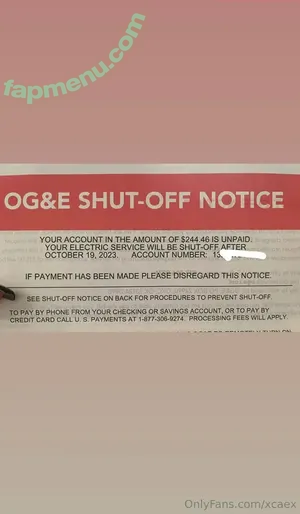 fapmenu.com
OG&E SHUT-OFF NOTICE
YOUR ACCOUNT IN THE AMOUNT OF $244.46 IS UNPAID.
YOUR ELECTRIC SERVICE WILL BE SHUT-OFF AFTER
OCTOBER 19, 2023. ACCOUNT NUMBER:
IF PAYMENT HAS BEEN MADE PLEASE DISREGARD THIS NOTICE.
SEE SHUT-OFF NOTICE ON BACK FOR PROCEDURES TO PREVENT SHUT-OFF.
TO PAY BY PHONE FROM YOUR CHECKING OR SAVINGS ACCOUNT, OR TO PAY BY
CREDIT CARD CALL U. S. PAYMENTS AT 1-877-306-9274. PROCESSING FEES WILL APPLY.
OnlyFans.com/xcaex